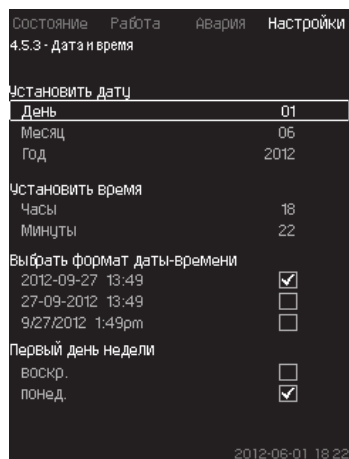 Состояние Работа Авария Настройки
4.5.3 - Дата и время
Установить дату
День 01
Месяц 06
Год 2012
Установить время
Часы 18
Минуты 22
Выбрать формат даты-времени
2012-09-27 13:49
27-09-2012 13:49
9/27/2012 1:49pm
Первый день недели
воскр.
понед.
2012-06-01 18:22